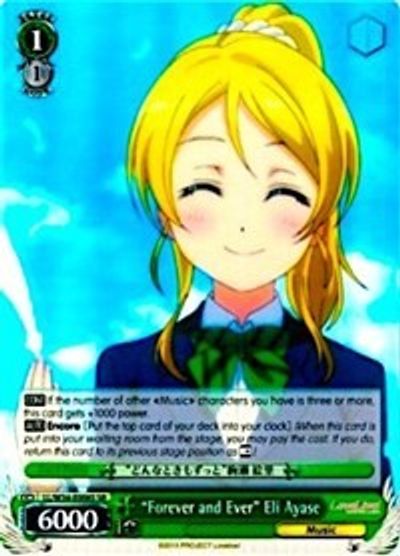 1
1
CONT If the number of other «Music» characters you have is three or more,
this card gets +1000 power.
AUTO Encore [Put the top card of your deck into your clock] (When this card is
put into your waiting room from the stage, you may pay the cost. If you do,
return this card to its previous stage position as
6000
"Forever and Ever" Eli Ayase
Music
PROJECT Lovelive!